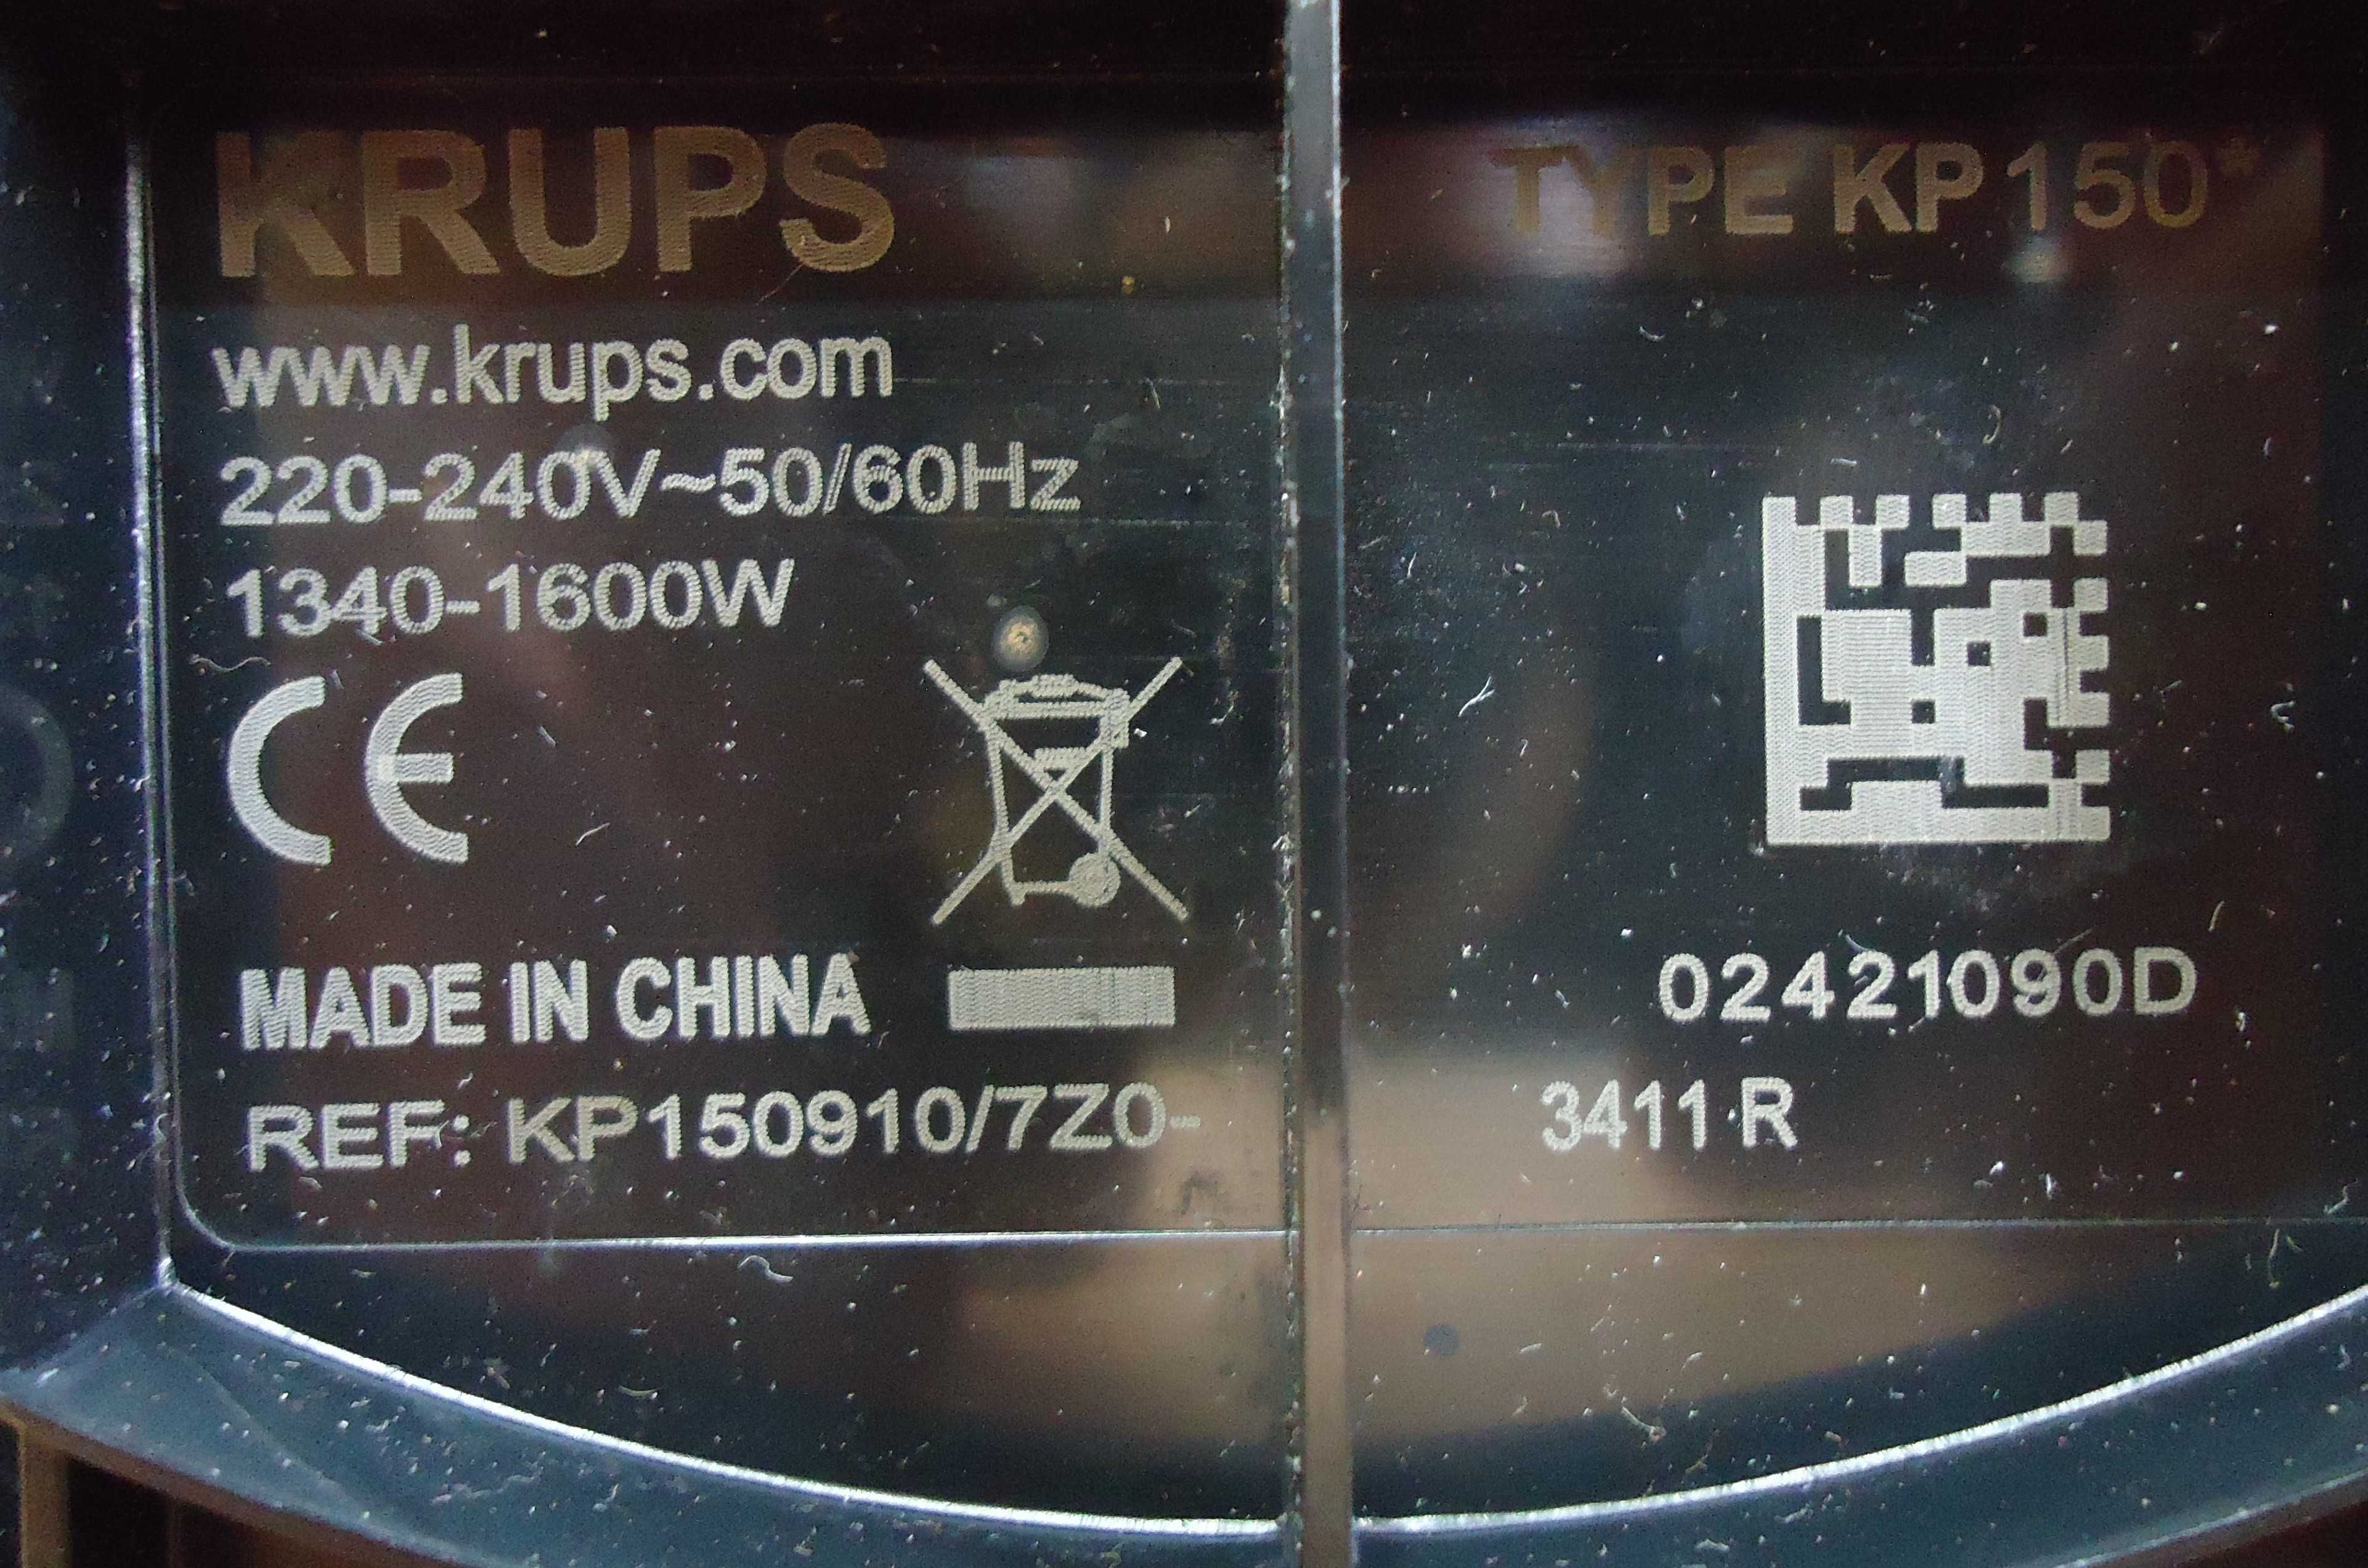 KRUPS
www.krups.com
220-240V~50/60Hz
1340-1600W
CE
MADE IN CHINA
REF: KP150910/7Z0-
TYPE KP150*
02421090D
3411 R